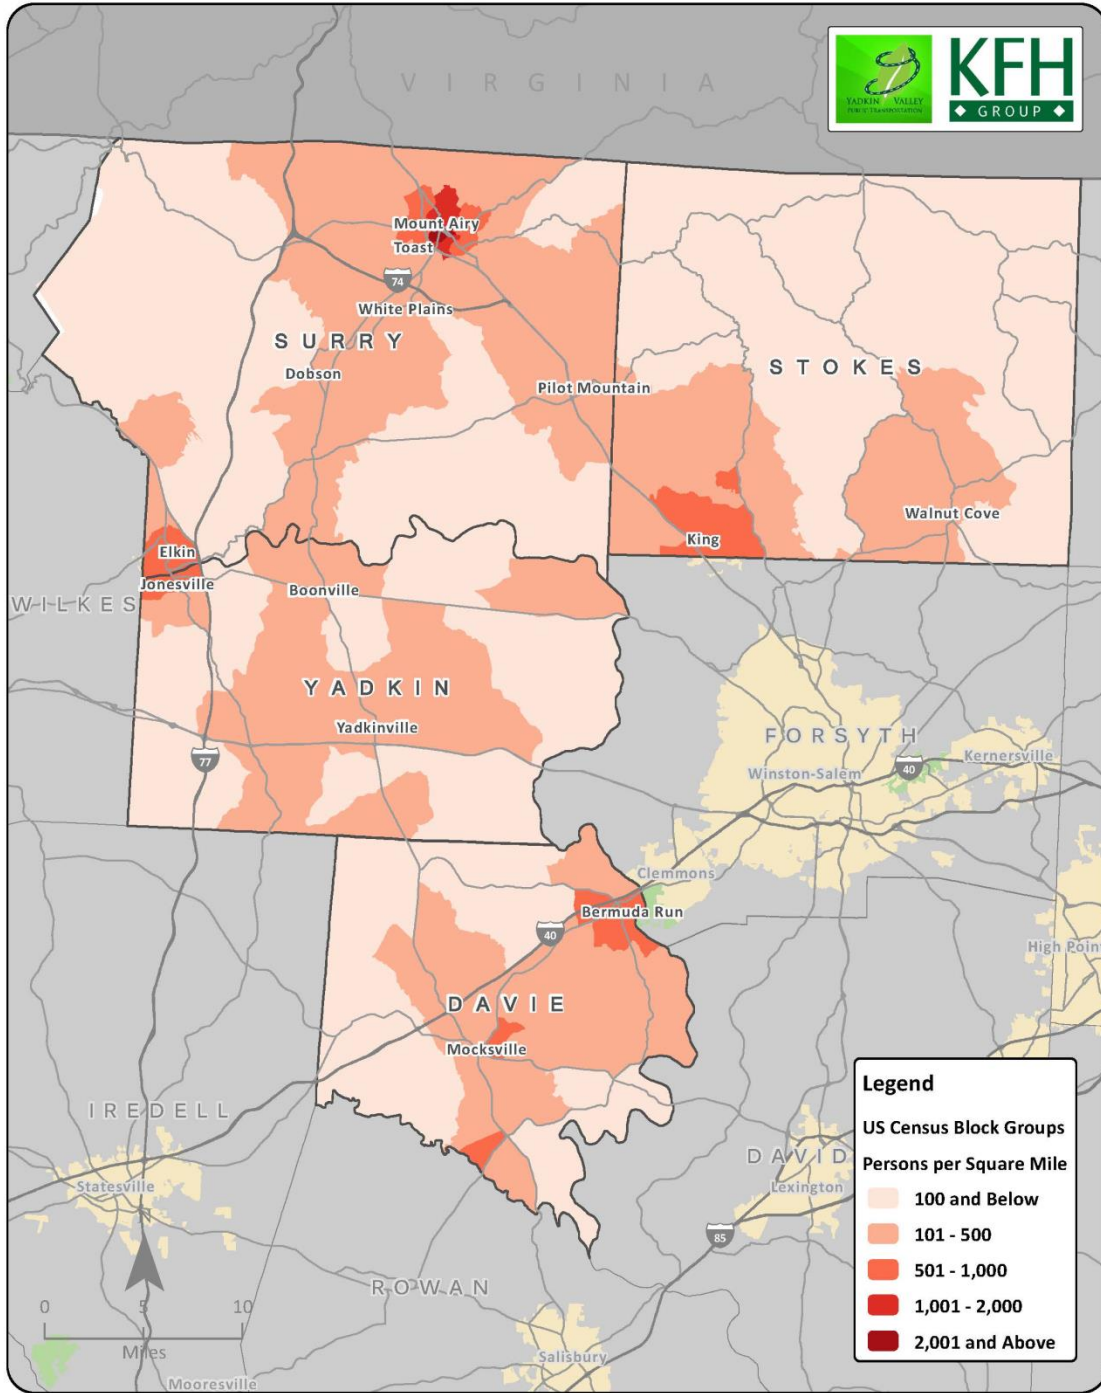 VIRGINIA
YADKIN VALLEY
PUBLIC TRANSPORTATION
KFH
GROUP
Mount Airy
Toast
74
White Plains
SURRY
Dobson
Pilot Mountain
STOKES
Walnut Cove
King
Elkin
Jonesville
WILKES
Boonville
YADKIN
Yadkinville
77
FORSYTH
Kernersville
40
Winston-Salem
Clemmons
Bermuda Run
40
High Point
DAVIE
Mocksville
IREDELL
Statesville
DAVID
Lexington
85
ROWAN
Salisbury
Mooresville
N
0 5 10
Miles
Legend
US Census Block Groups
Persons per Square Mile
100 and Below
101 - 500
501 - 1,000
1,001 - 2,000
2,001 and Above